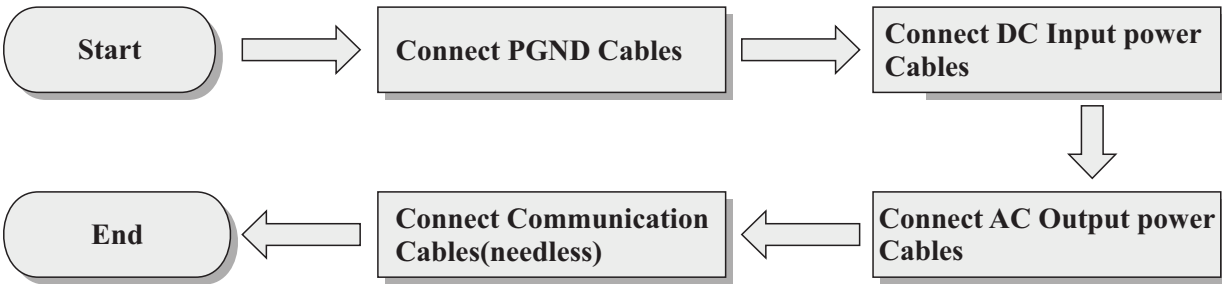 Start
Connect PGND Cables
Connect DC Input power
Cables
Connect AC Output power
Cables
Connect Communication
Cables(needless)
End